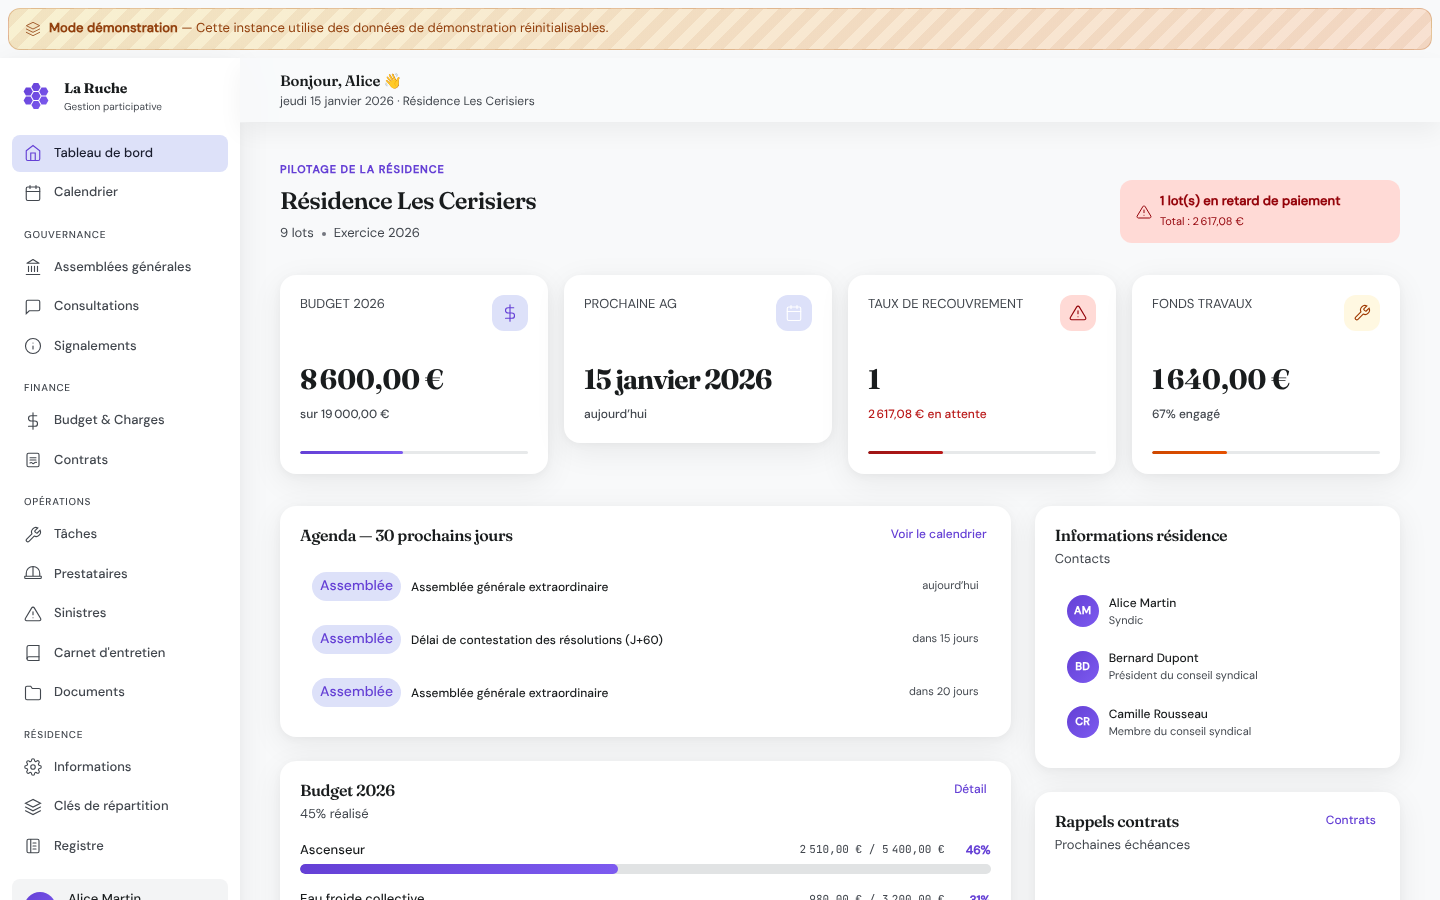 Mode démonstration — Cette instance utilise des données de démonstration réinitialisables.
La Ruche
Gestion participative
Tableau de bord
Calendrier
GOUVERNANCE
Assemblées générales
Consultations
Signalements
FINANCE
Budget & Charges
Contrats
OPÉRATIONS
Tâches
Prestataires
Sinistres
Carnet d'entretien
Documents
RÉSIDENCE
Informations
Clés de répartition
Registre
Alice Martin
Bonjour, Alice 👋
jeudi 15 janvier 2026 · Résidence Les Cerisiers
PILOTAGE DE LA RÉSIDENCE
Résidence Les Cerisiers
9 lots • Exercice 2026
1 lot(s) en retard de paiement
Total : 2 617,08 €
BUDGET 2026
8 600,00 €
sur 19 000,00 €
PROCHAINE AG
15 janvier 2026
aujourd’hui
TAUX DE RECOUVREMENT
1
2 617,08 € en attente
FONDS TRAVAUX
1 640,00 €
67% engagé
Agenda — 30 prochains jours
Voir le calendrier
Assemblée Assemblée générale extraordinaire aujourd’hui
Assemblée Délai de contestation des résolutions (J+60) dans 15 jours
Assemblée Assemblée générale extraordinaire dans 20 jours
Budget 2026
Détail
45% réalisé
Ascenseur 2 510,00 € / 5 400,00 € 46%
Eau froide collective 980,00 € / 3 200,00 € 31%
Informations résidence
Contacts
AM
Alice Martin
Syndic
BD
Bernard Dupont
Président du conseil syndical
CR
Camille Rousseau
Membre du conseil syndical
Rappels contrats
Contrats
Prochaines échéances